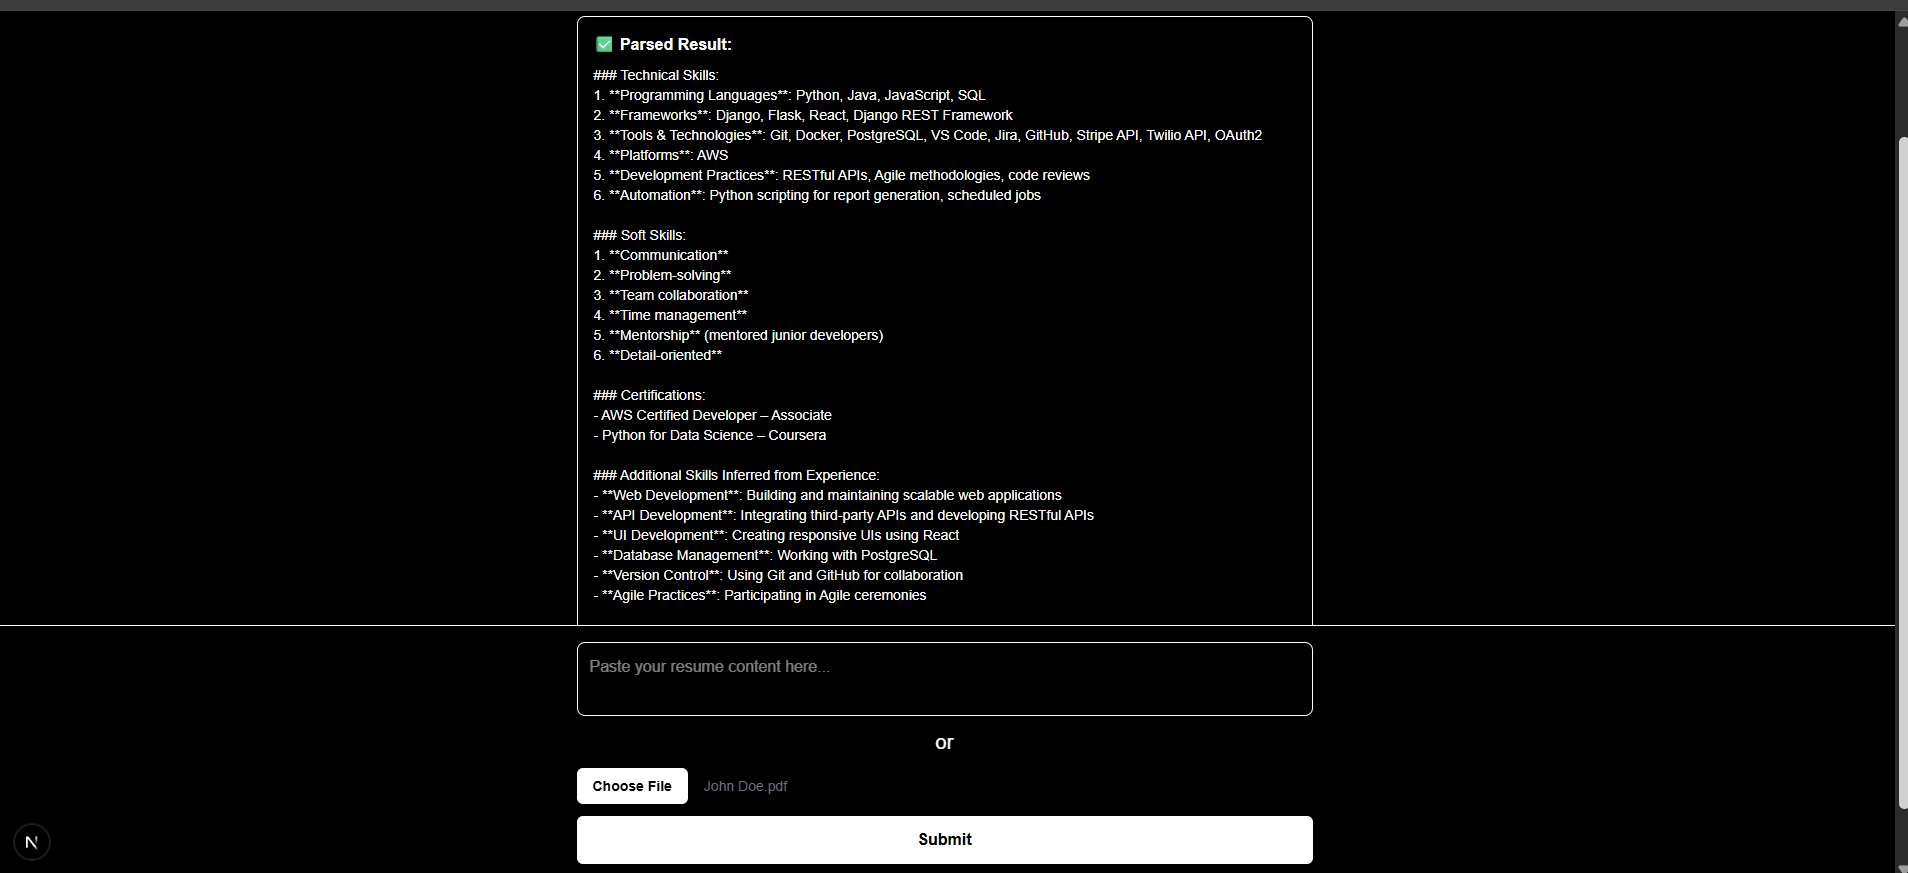 ✅ Parsed Result:
### Technical Skills:
1. **Programming Languages**: Python, Java, JavaScript, SQL
2. **Frameworks**: Django, Flask, React, Django REST Framework
3. **Tools & Technologies**: Git, Docker, PostgreSQL, VS Code, Jira, GitHub, Stripe API, Twilio API, OAuth2
4. **Platforms**: AWS
5. **Development Practices**: RESTful APIs, Agile methodologies, code reviews
6. **Automation**: Python scripting for report generation, scheduled jobs
### Soft Skills:
1. **Communication**
2. **Problem-solving**
3. **Team collaboration**
4. **Time management**
5. **Mentorship** (mentored junior developers)
6. **Detail-oriented**
### Certifications:
- AWS Certified Developer – Associate
- Python for Data Science – Coursera
### Additional Skills Inferred from Experience:
- **Web Development**: Building and maintaining scalable web applications
- **API Development**: Integrating third-party APIs and developing RESTful APIs
- **UI Development**: Creating responsive UIs using React
- **Database Management**: Working with PostgreSQL
- **Version Control**: Using Git and GitHub for collaboration
- **Agile Practices**: Participating in Agile ceremonies
Paste your resume content here...
or
Choose File John Doe.pdf
Submit
N